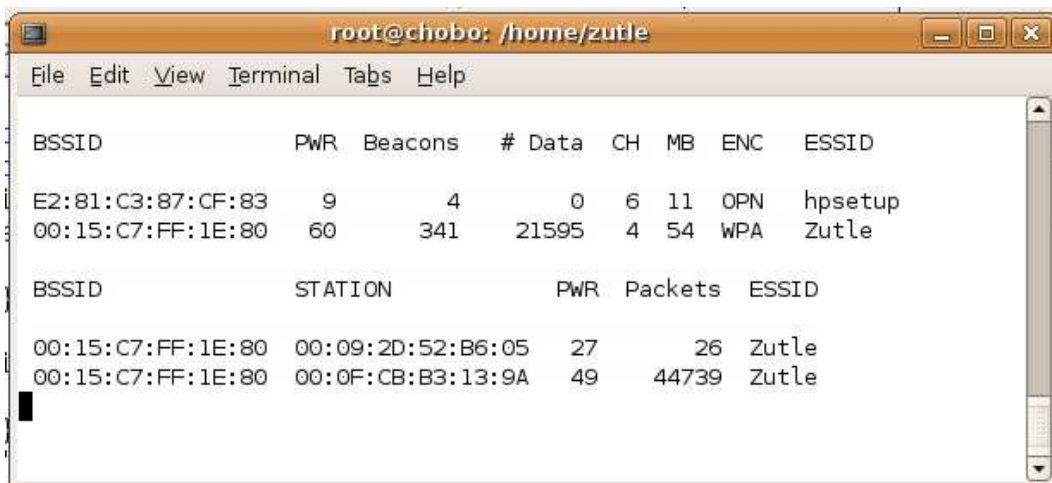 root@chobo: /home/zutle
File Edit View Terminal Tabs Help
BSSID PWR Beacons # Data CH MB ENC ESSID
E2:81:C3:87:CF:83 9 4 0 6 11 OPN hpsetup
00:15:C7:FF:1E:80 60 341 21595 4 54 WPA Zutle
BSSID STATION PWR Packets ESSID
00:15:C7:FF:1E:80 00:09:2D:52:B6:05 27 26 Zutle
00:15:C7:FF:1E:80 00:0F:CB:B3:13:9A 49 44739 Zutle